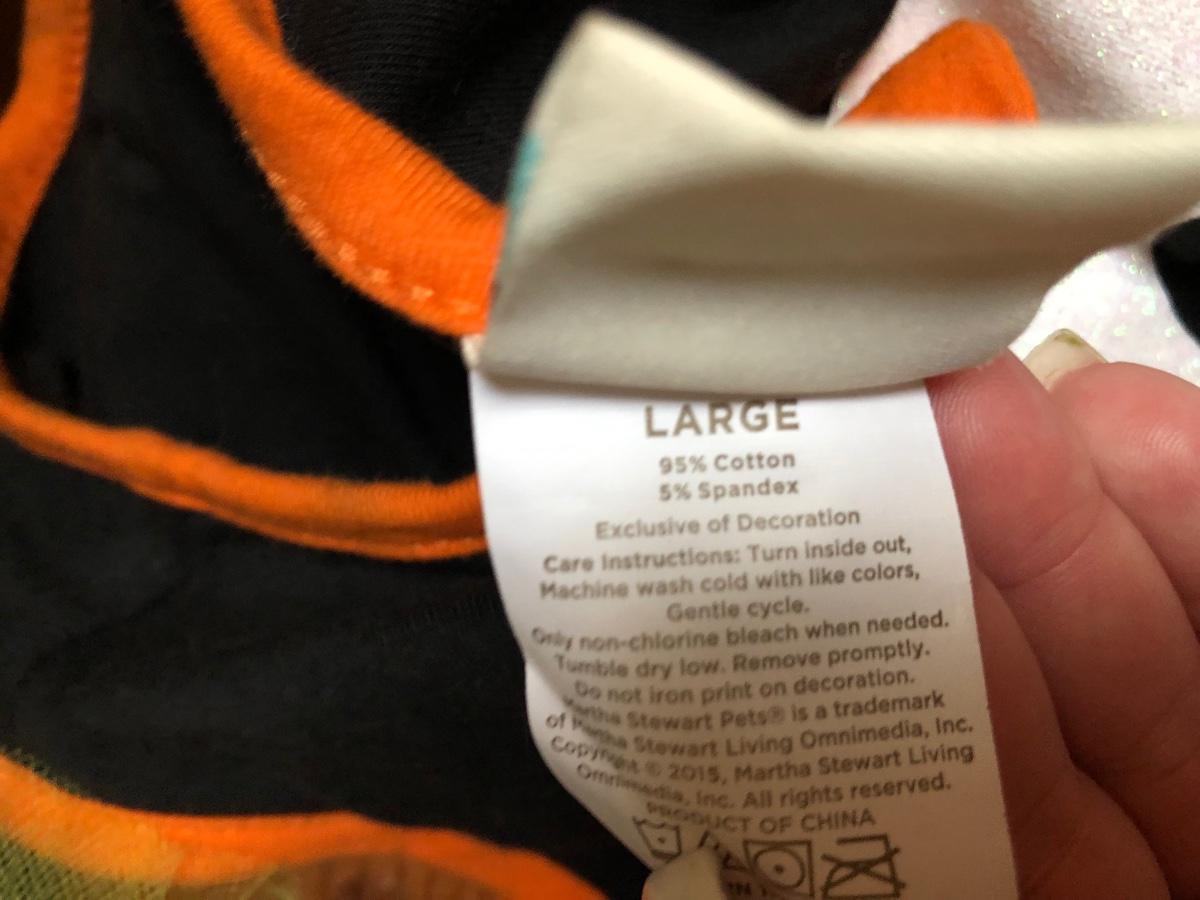 LARGE
95% Cotton
5% Spandex
Exclusive of Decoration
Care Instructions: Turn inside out,
Machine wash cold with like colors,
Gentle cycle.
Only non-chlorine bleach when needed.
Tumble dry low. Remove promptly.
Do not iron print on decoration.
Martha Stewart Pets® is a trademark
of Martha Stewart Living Omnimedia, Inc.
Copyright © 2015, Martha Stewart Living
Omnimedia, Inc. All rights reserved.
PRODUCT OF CHINA